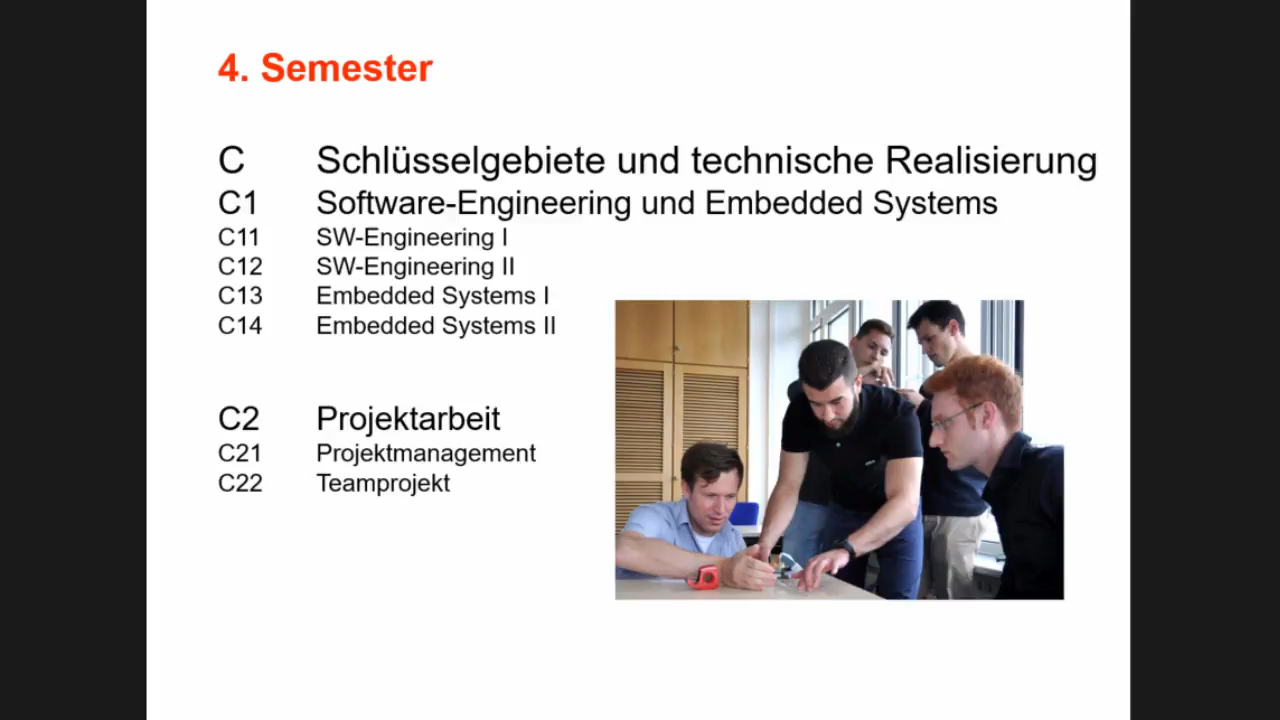 4. Semester
C Schlüsselgebiete und technische Realisierung
C1 Software-Engineering und Embedded Systems
C11 SW-Engineering I
C12 SW-Engineering II
C13 Embedded Systems I
C14 Embedded Systems II
C2 Projektarbeit
C21 Projektmanagement
C22 Teamprojekt